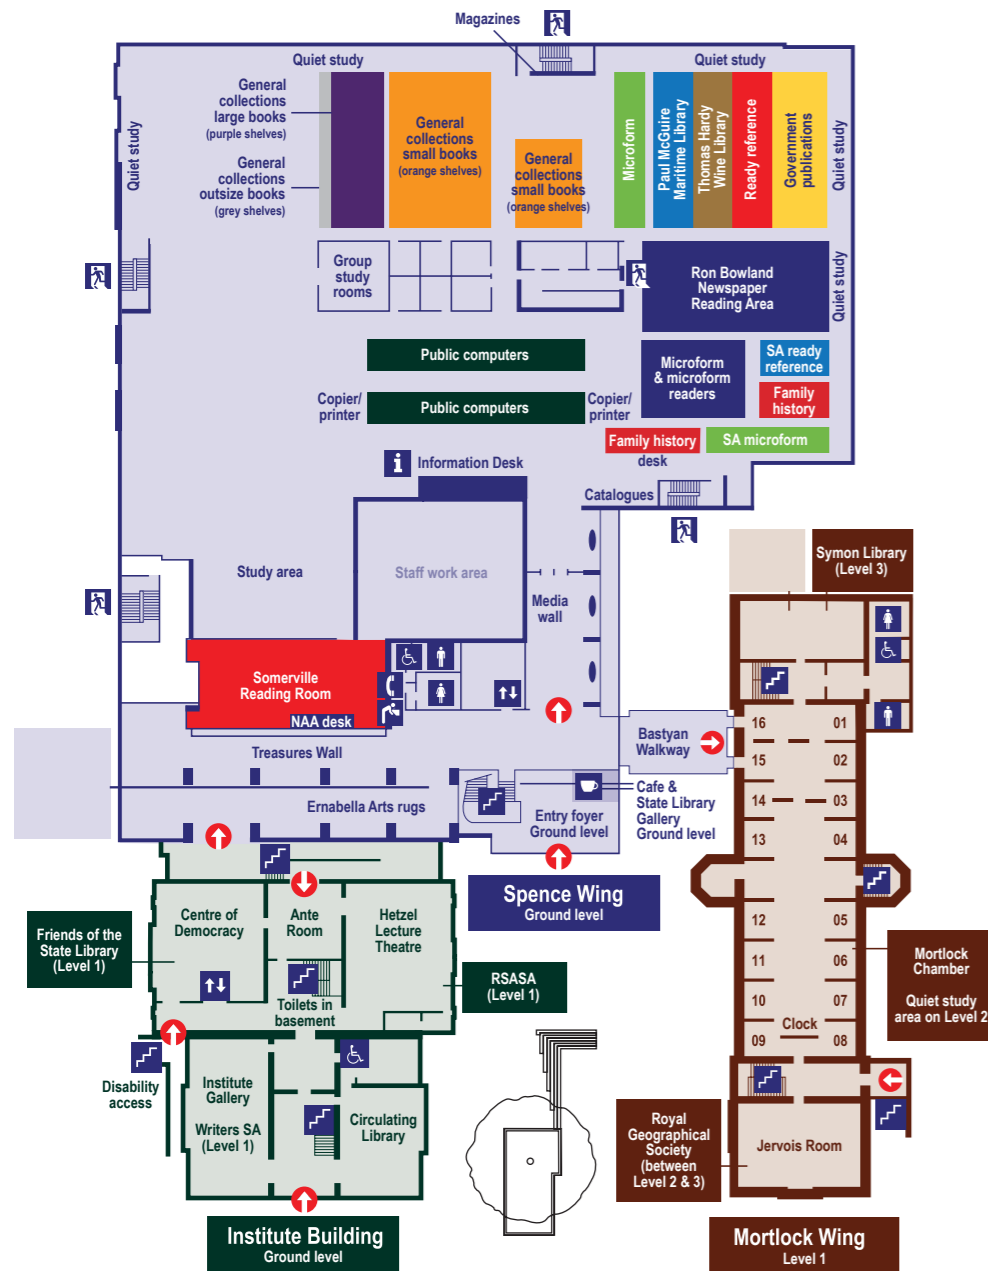 Magazines
Quiet study
Quiet study
General
collections
large books
(purple shelves)
General
collections
outsize books
(grey shelves)
Quiet study
General
collections
small books
(orange shelves)
General
collections
small books
(orange shelves)
Microform
Paul McGuire
Maritime Library
Thomas Hardy
Wine Library
Ready reference
Government
publications
Quiet study
Group
study
rooms
Ron Bowland
Newspaper
Reading Area
Quiet study
Public computers
Microform
& microform
readers
SA ready
reference
Family
history
Copier/
printer
Public computers
Copier/
printer
Family history
desk
SA microform
i
Information Desk
Catalogues
Study area
Staff work area
Media
wall
Symon Library
(Level 3)
Somerville
Reading Room
NAA desk
Treasures Wall
Bastyan
Walkway
16
01
15
02
14
03
13
04
12
05
11
06
10
07
Clock
09
08
Ernabella Arts rugs
Entry foyer
Ground level
Cafe &
State Library
Gallery
Ground level
Spence Wing
Ground level
Friends of the
State Library
(Level 1)
Centre of
Democracy
Ante
Room
Hetzel
Lecture
Theatre
RSASA
(Level 1)
Toilets in
basement
Mortlock
Chamber
Quiet study
area on Level 2
Disability
access
Institute
Gallery
Writers SA
(Level 1)
Circulating
Library
Royal
Geographical
Society
(between
Level 2 & 3)
Jervois Room
Institute Building
Ground level
Mortlock Wing
Level 1